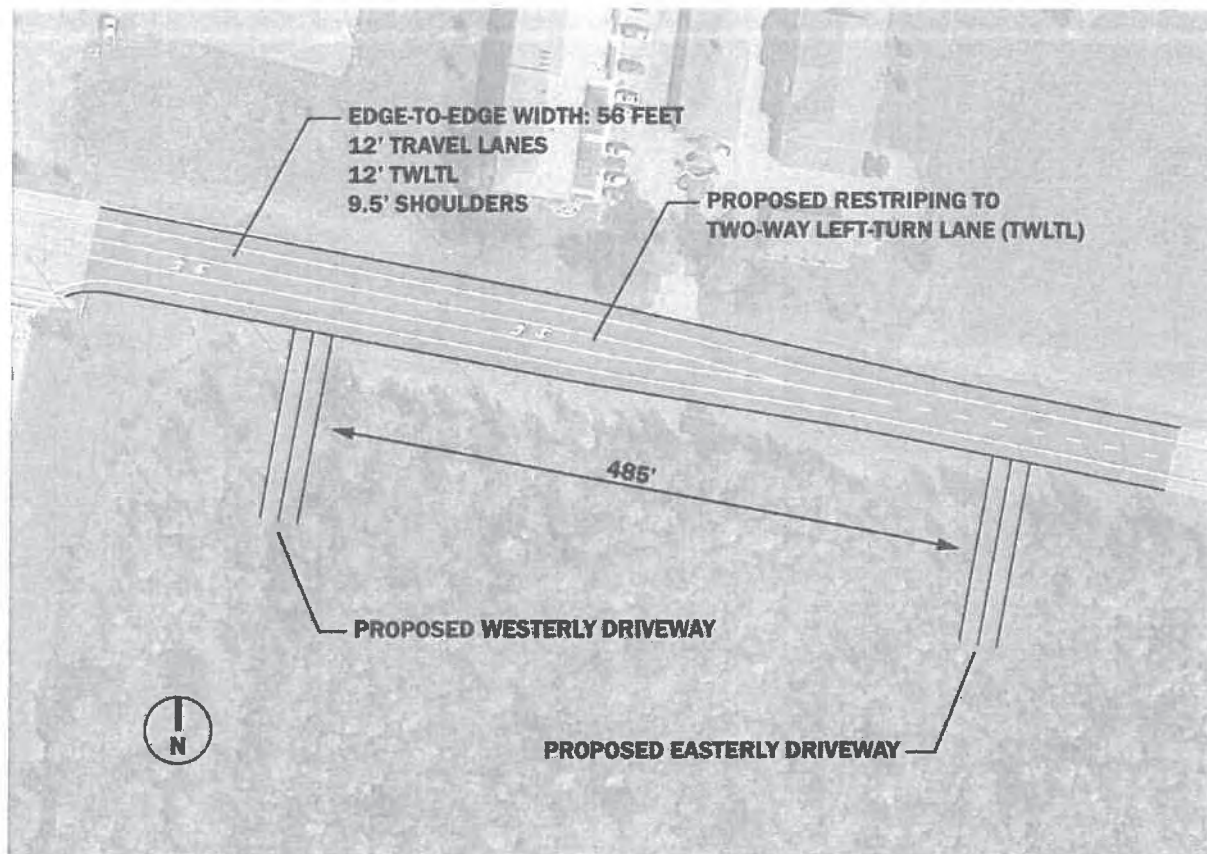 EDGE-TO-EDGE WIDTH: 56 FEET
12' TRAVEL LANES
12' TWLTL
9.5' SHOULDERS
PROPOSED RESTRIPING TO
TWO-WAY LEFT-TURN LANE (TWLTL)
485'
PROPOSED WESTERLY DRIVEWAY
N
PROPOSED EASTERLY DRIVEWAY